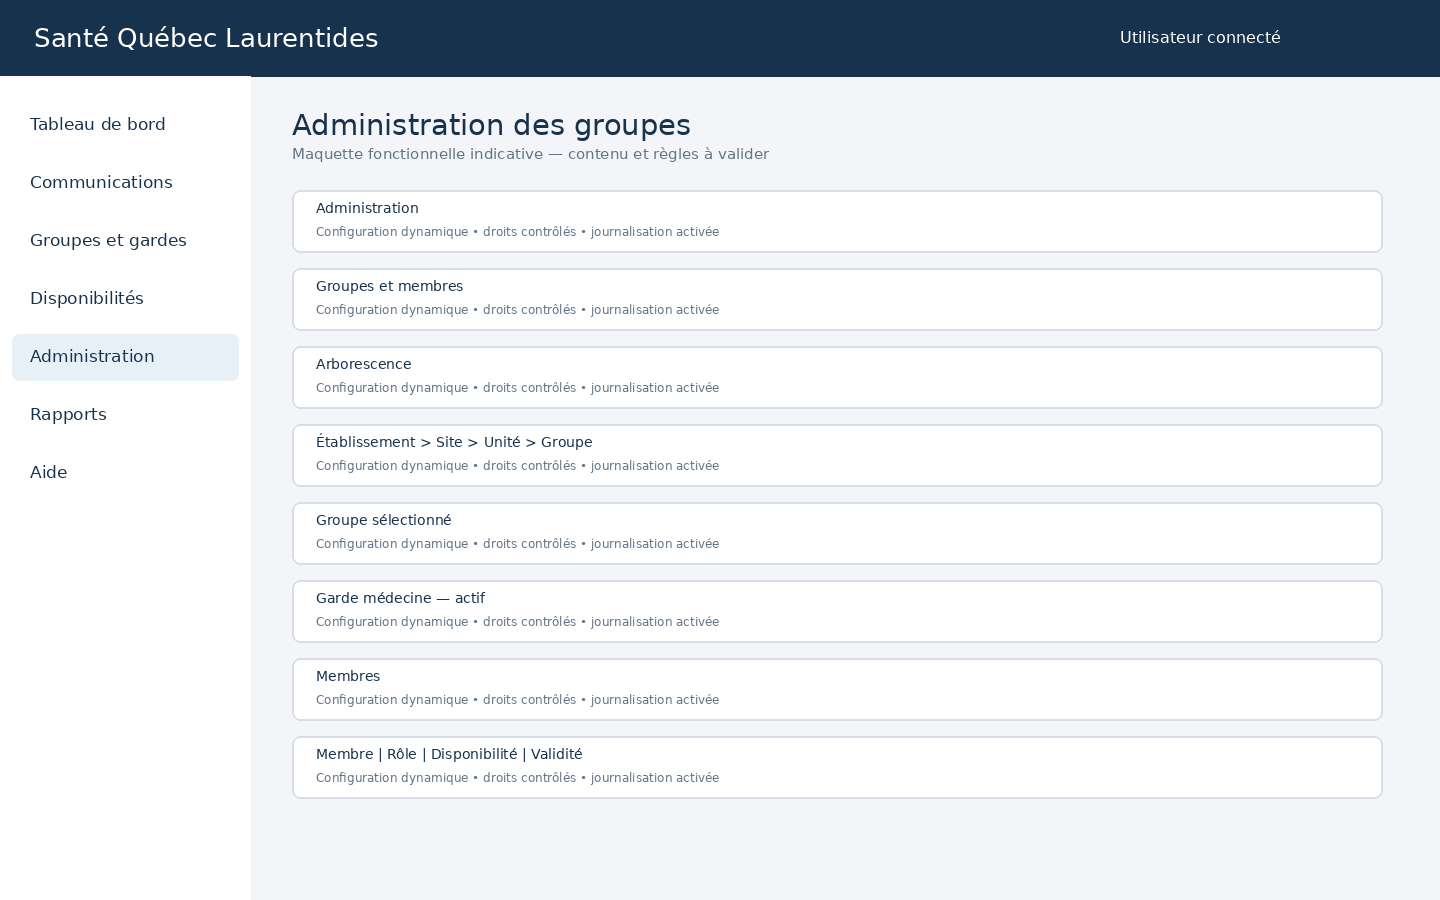 Santé Québec Laurentides
Utilisateur connecté
Tableau de bord
Communications
Groupes et gardes
Disponibilités
Administration
Rapports
Aide
Administration des groupes
Maquette fonctionnelle indicative — contenu et règles à valider
Administration
Configuration dynamique • droits contrôlés • journalisation activée
Groupes et membres
Configuration dynamique • droits contrôlés • journalisation activée
Arborescence
Configuration dynamique • droits contrôlés • journalisation activée
Établissement > Site > Unité > Groupe
Configuration dynamique • droits contrôlés • journalisation activée
Groupe sélectionné
Configuration dynamique • droits contrôlés • journalisation activée
Garde médecine — actif
Configuration dynamique • droits contrôlés • journalisation activée
Membres
Configuration dynamique • droits contrôlés • journalisation activée
Membre | Rôle | Disponibilité | Validité
Configuration dynamique • droits contrôlés • journalisation activée